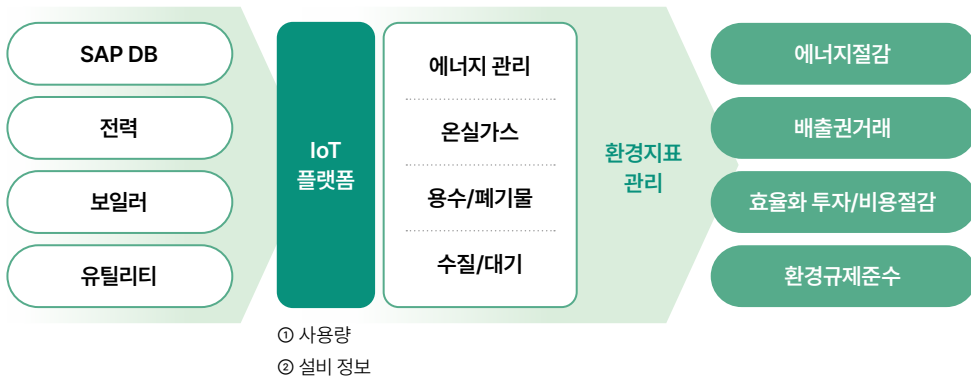 SAP DB
전력
보일러
유틸리티
IoT
플랫폼
① 사용량
② 설비 정보
에너지 관리
온실가스
용수/폐기물
수질/대기
환경지표
관리
에너지절감
배출권거래
효율화 투자/비용절감
환경규제준수